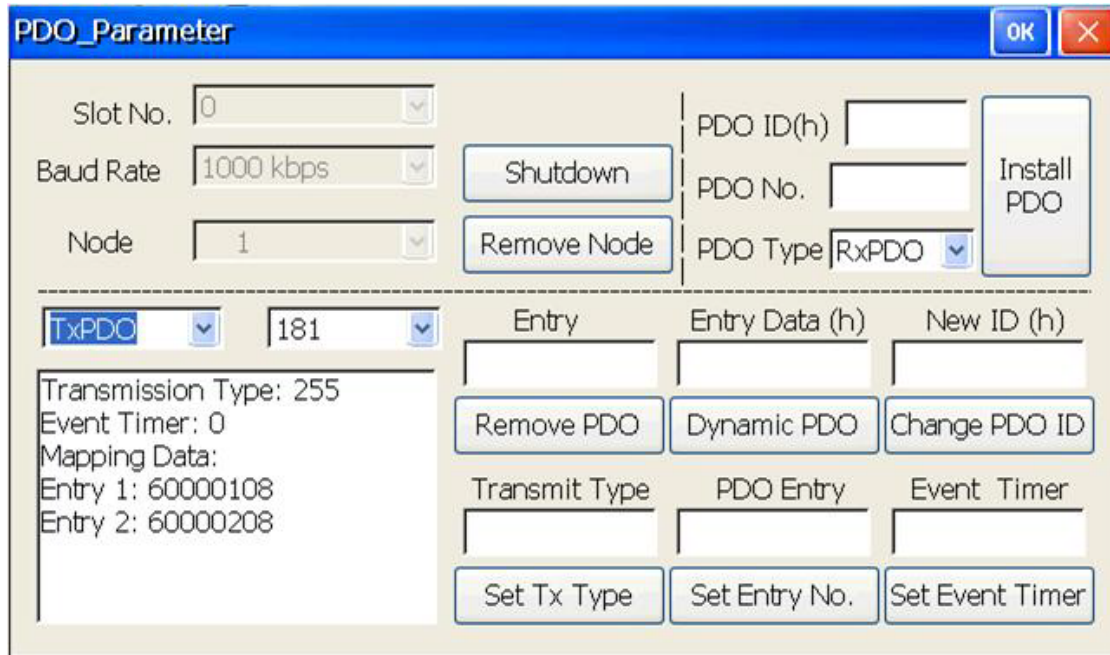 PDO_Parameter OK
Slot No. 0
Baud Rate 1000 kbps
Node 1
Shutdown
Remove Node
PDO ID(h)
PDO No.
PDO Type RxPDO
Install
PDO
TxPDO 181
Transmission Type: 255
Event Timer: 0
Mapping Data:
Entry 1: 60000108
Entry 2: 60000208
Entry Entry Data (h) New ID (h)
Remove PDO Dynamic PDO Change PDO ID
Transmit Type PDO Entry Event Timer
Set Tx Type Set Entry No. Set Event Timer